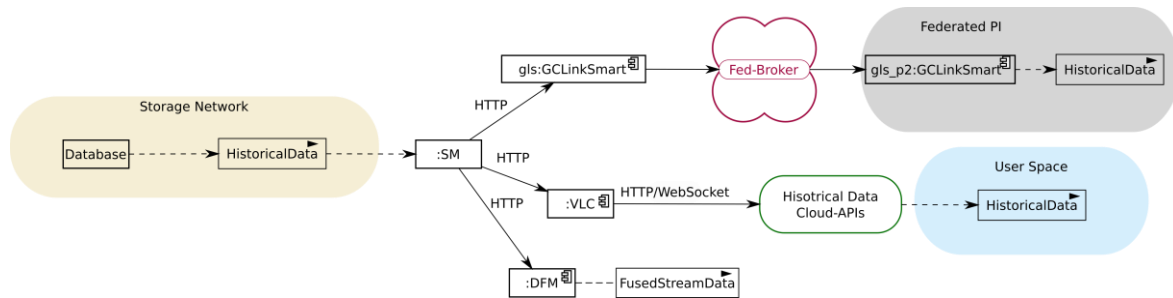 Federated PI
gls:GCLinkSmart
Fed-Broker
gls_p2:GCLinkSmart
HistoricalData
Storage Network
HTTP
Database
HistoricalData
:SM
HTTP
User Space
HTTP/WebSocket
HTTP
:VLC
Hisotrical Data
Cloud-APIs
HistoricalData
:DFM
FusedStreamData